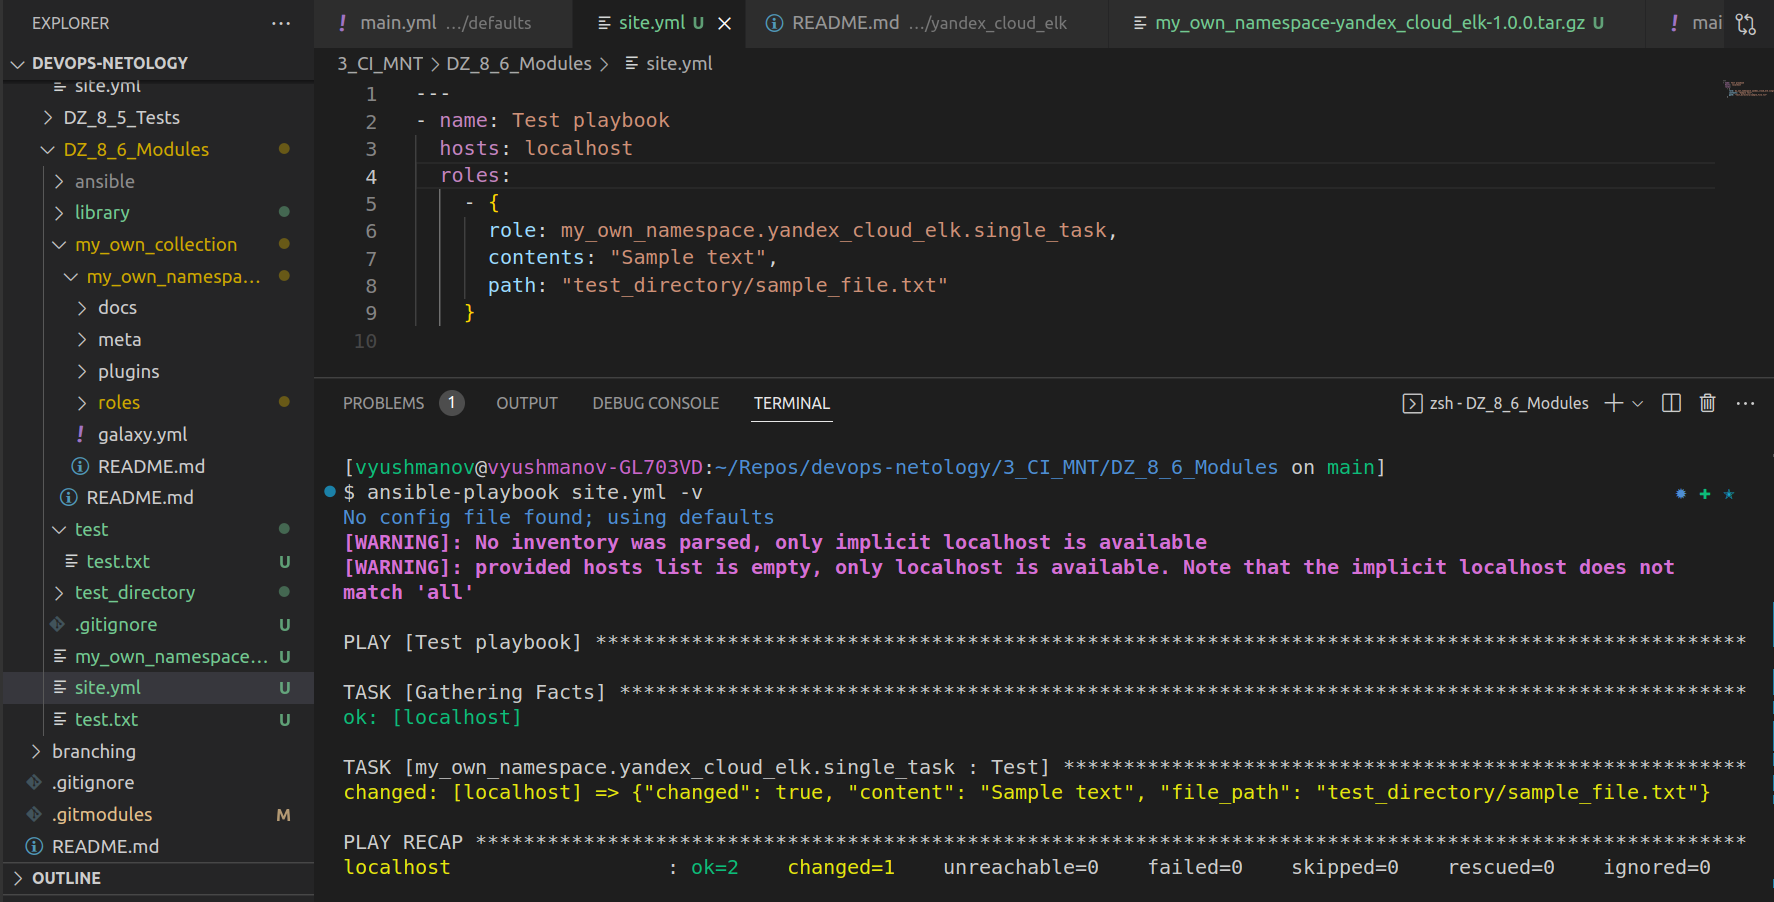 EXPLORER ···
DEVOPS-NETOLOGY
site.yml
DZ_8_5_Tests
DZ_8_6_Modules
ansible
library
my_own_collection
my_own_namespa...
docs
meta
plugins
roles
! galaxy.yml
README.md
README.md
test
test.txt U
test_directory
.gitignore U
my_own_namespace... U
site.yml U
test.txt U
branching
.gitignore
.gitmodules M
README.md
OUTLINE
! main.yml .../defaults
site.yml U
README.md .../yandex_cloud_elk
my_own_namespace-yandex_cloud_elk-1.0.0.tar.gz U
! mai
3_CI_MNT > DZ_8_6_Modules > site.yml
1 ---
2 - name: Test playbook
3 hosts: localhost
4 roles:
5 - {
6 role: my_own_namespace.yandex_cloud_elk.single_task,
7 contents: "Sample text",
8 path: "test_directory/sample_file.txt"
9 }
10
PROBLEMS 1 OUTPUT DEBUG CONSOLE TERMINAL zsh - DZ_8_6_Modules ···
[vyushmanov@vyushmanov-GL703VD:~/Repos/devops-netology/3_CI_MNT/DZ_8_6_Modules on main]
$ ansible-playbook site.yml -v
No config file found; using defaults
[WARNING]: No inventory was parsed, only implicit localhost is available
[WARNING]: provided hosts list is empty, only localhost is available. Note that the implicit localhost does not
match 'all'
PLAY [Test playbook] ***********************************************************************************************
TASK [Gathering Facts] *********************************************************************************************
ok: [localhost]
TASK [my_own_namespace.yandex_cloud_elk.single_task : Test] *********************************************************
changed: [localhost] => {"changed": true, "content": "Sample text", "file_path": "test_directory/sample_file.txt"}
PLAY RECAP **********************************************************************************************************
localhost : ok=2 changed=1 unreachable=0 failed=0 skipped=0 rescued=0 ignored=0